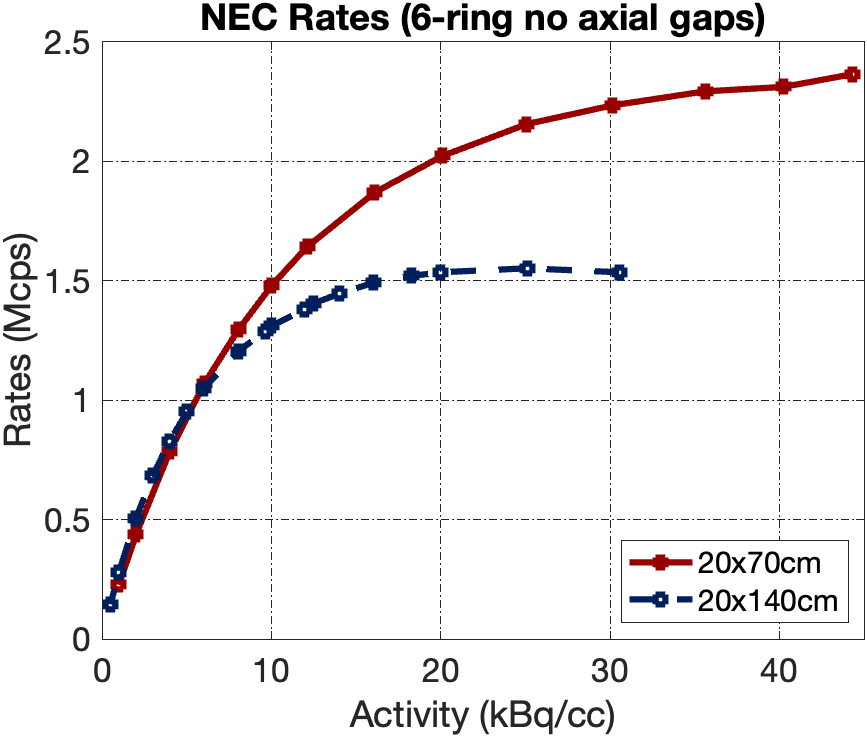 NEC Rates (6-ring no axial gaps)
2.5
2
1.5
1
0.5
0
Rates (Mcps)
0 10 20 30 40
Activity (kBq/cc)
20x70cm
20x140cm